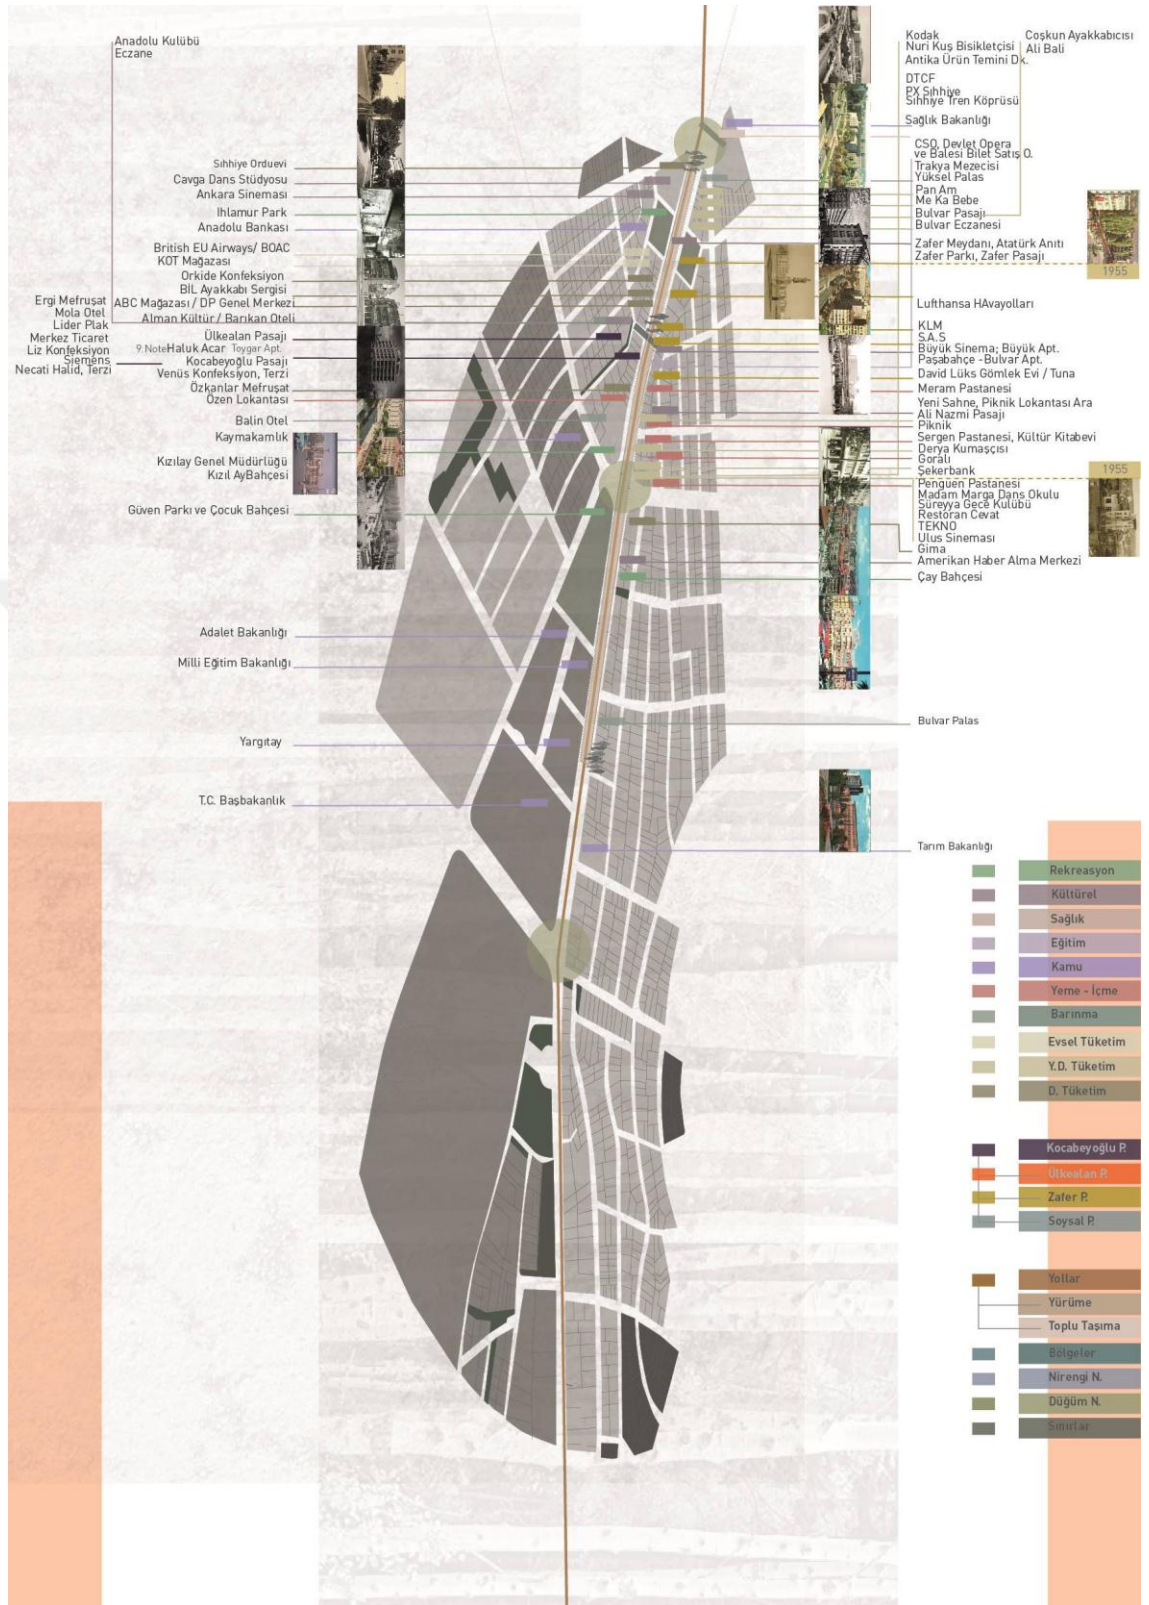 Anadolu Kulübü
Eczane
Sıhhiye Orduevi
Cavga Dans Stüdyosu
Ankara Sineması
Ihlamur Park
Anadolu Bankası
British EU Airways/ BOAC
KOT Mağazası
Orkide Konfeksiyon
BİL Ayakkabı Sergisi
ABC Mağazası / DP Genel Merkezi
Alman Kültür / Barıkan Oteli
Ergi Mefruşat
Mola Otel
Lider Plak
Merkez Ticaret
Liz Konfeksiyon
Siemens
Necati Halid, Terzi
Ülkealan Pasajı
9 Note Haluk Acar Toygar Apt.
Kocabeyoğlu Pasajı
Venüs Konfeksiyon, Terzi
Özkanlar Mefruşat
Özen Lokantası
Balin Otel
Kaymakamlık
Kızılay Genel Müdürlüğü
Kızıl AyBahçesi
Güven Parkı ve Çocuk Bahçesi
Adalet Bakanlığı
Milli Eğitim Bakanlığı
Yargıtay
T.C. Başbakanlık
Kodak
Nuri Kuş Bisikletçisi
Antika Ürün Temini Dk.
Coşkun Ayakkabıcısı
Ali Bali
DTCF
PX Sıhhiye
Sıhhiye Tren Köprüsü
Sağlık Bakanlığı
CSO, Devlet Opera
ve Balesi Bilet Satış O.
Trakya Mezecisi
Yüksel Palas
Pan Am
Me Ka Bebe
Bulvar Pasajı
Bulvar Eczanesi
Zafer Meydanı, Atatürk Anıtı
Zafer Parkı, Zafer Pasajı
1955
Lufthansa HAvayolları
KLM
S.A.S
Büyük Sinema; Büyük Apt.
Paşabahçe -Bulvar Apt.
David Lüks Gömlek Evi / Tuna
Meram Pastanesi
Yeni Sahne, Piknik Lokantası Ara
Ali Nazmi Pasajı
Piknik
Sergen Pastanesi, Kültür Kitabevi
Derya Kumaşçısı
Goralı
Şekerbank
1955
Penguen Pastanesi
Madam Marga Dans Okulu
Süreyya Gece Kulübü
Restoran Cevat
TEKNO
Ulus Sineması
Gima
Amerikan Haber Alma Merkezi
Çay Bahçesi
Bulvar Palas
Tarım Bakanlığı
Rekreasyon
Kültürel
Sağlık
Eğitim
Kamu
Yeme - İçme
Barınma
Evsel Tüketim
Y.D. Tüketim
D. Tüketim
Kocabeyoğlu P.
Ülkealan P.
Zafer P.
Soysal P.
Yollar
Yürüme
Toplu Taşıma
Bölgeler
Nirengi N.
Düğüm N.
Sınırlar